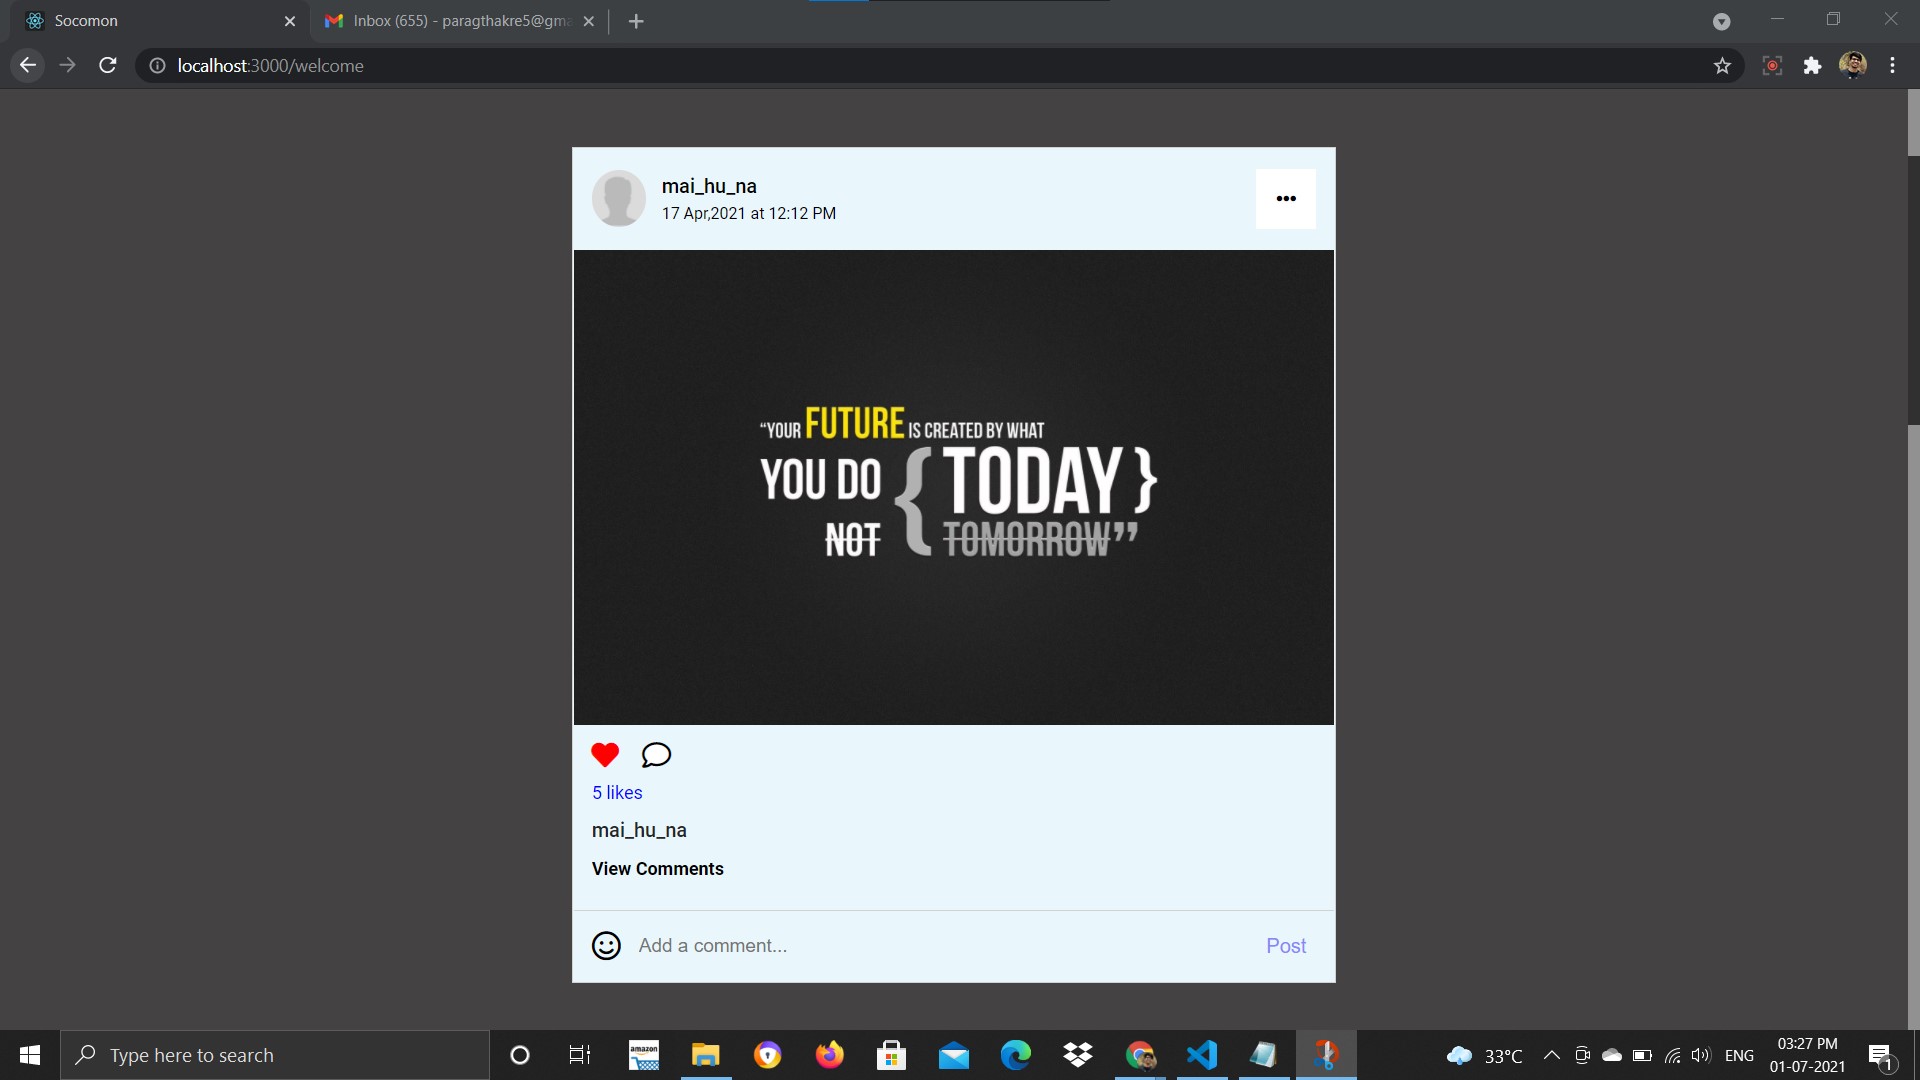 Socomon
Inbox (655) - paragthakre5@gma
localhost:3000/welcome
mai_hu_na
17 Apr,2021 at 12:12 PM
“YOUR FUTURE IS CREATED BY WHAT
YOU DO { TODAY }
NOT TOMORROW”
5 likes
mai_hu_na
View Comments
Add a comment...
Post
Type here to search
amazon
33°C
ENG
03:27 PM
01-07-2021
1